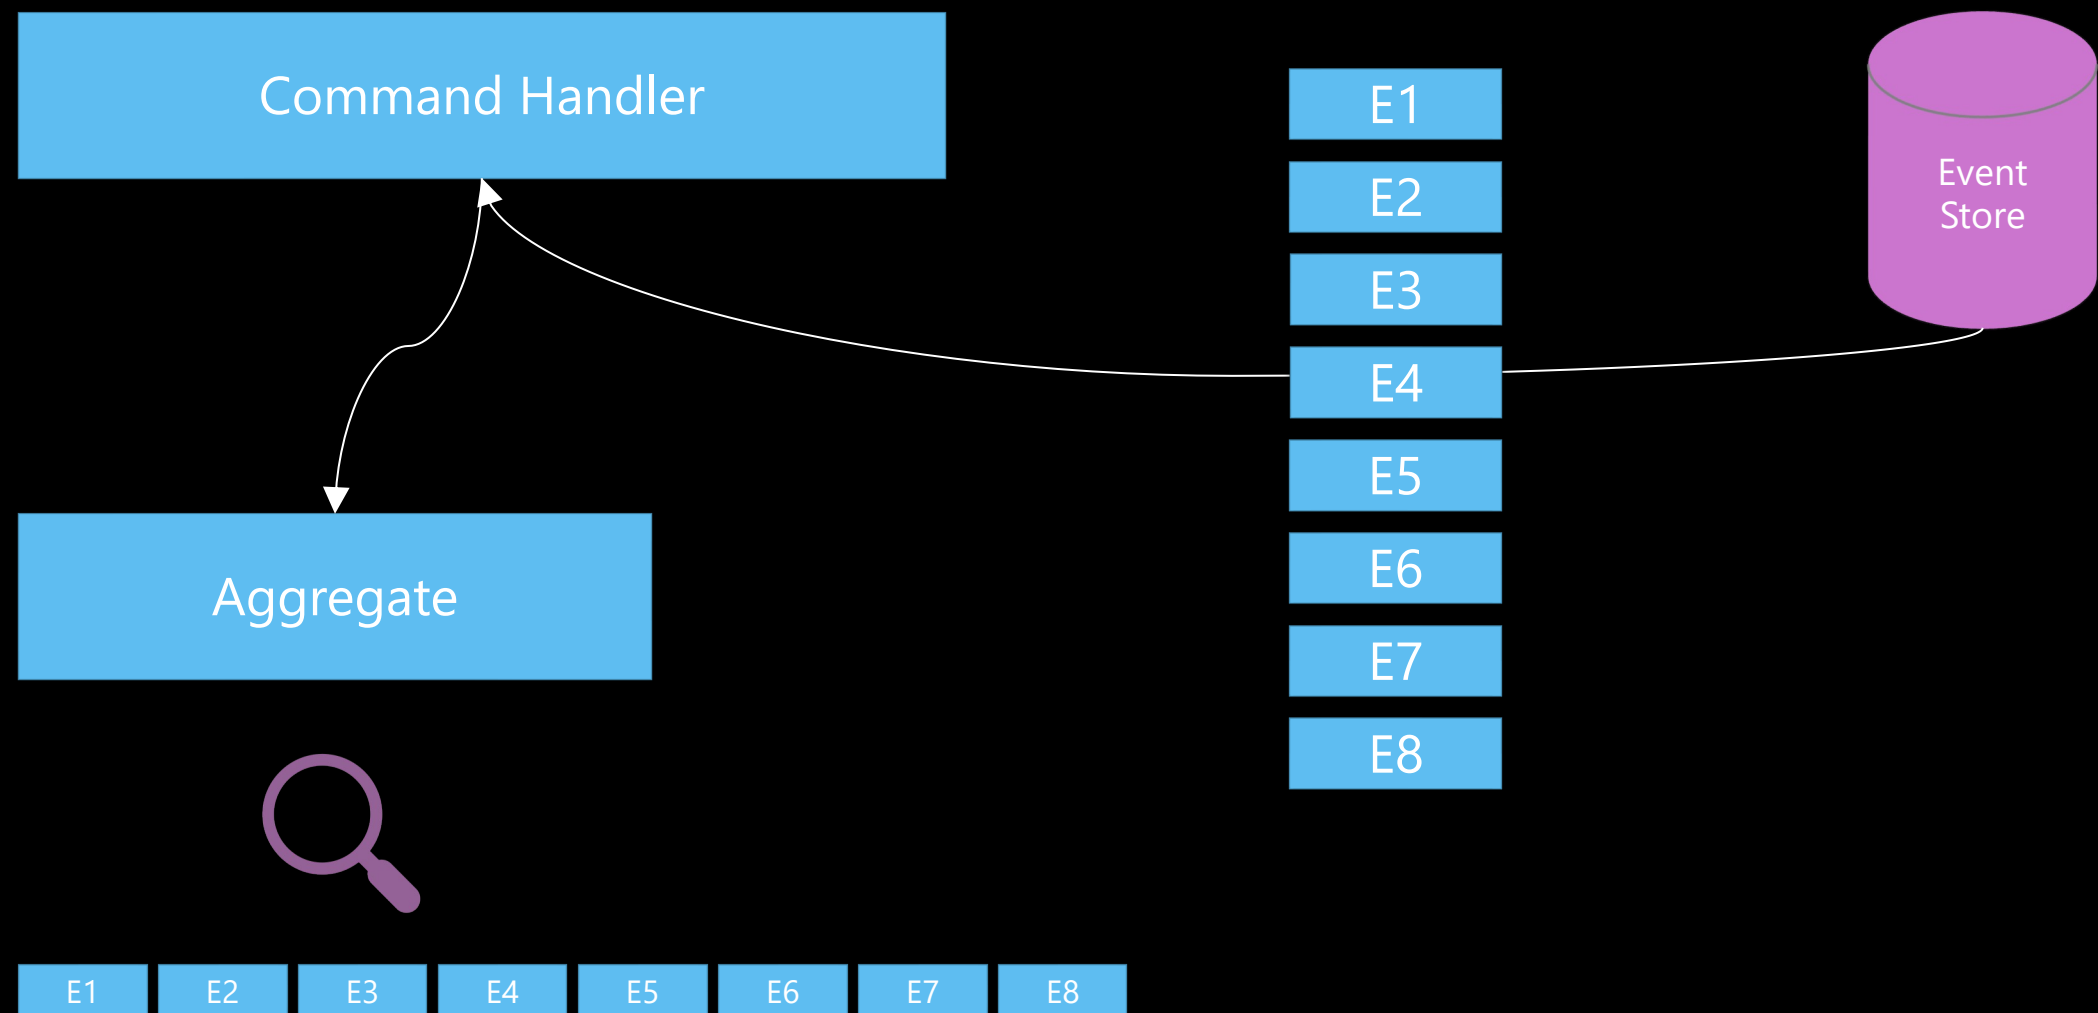 Command Handler
E1
E2
E3
E4
E5
E6
E7
E8
Event
Store
Aggregate
E1
E2
E3
E4
E5
E6
E7
E8